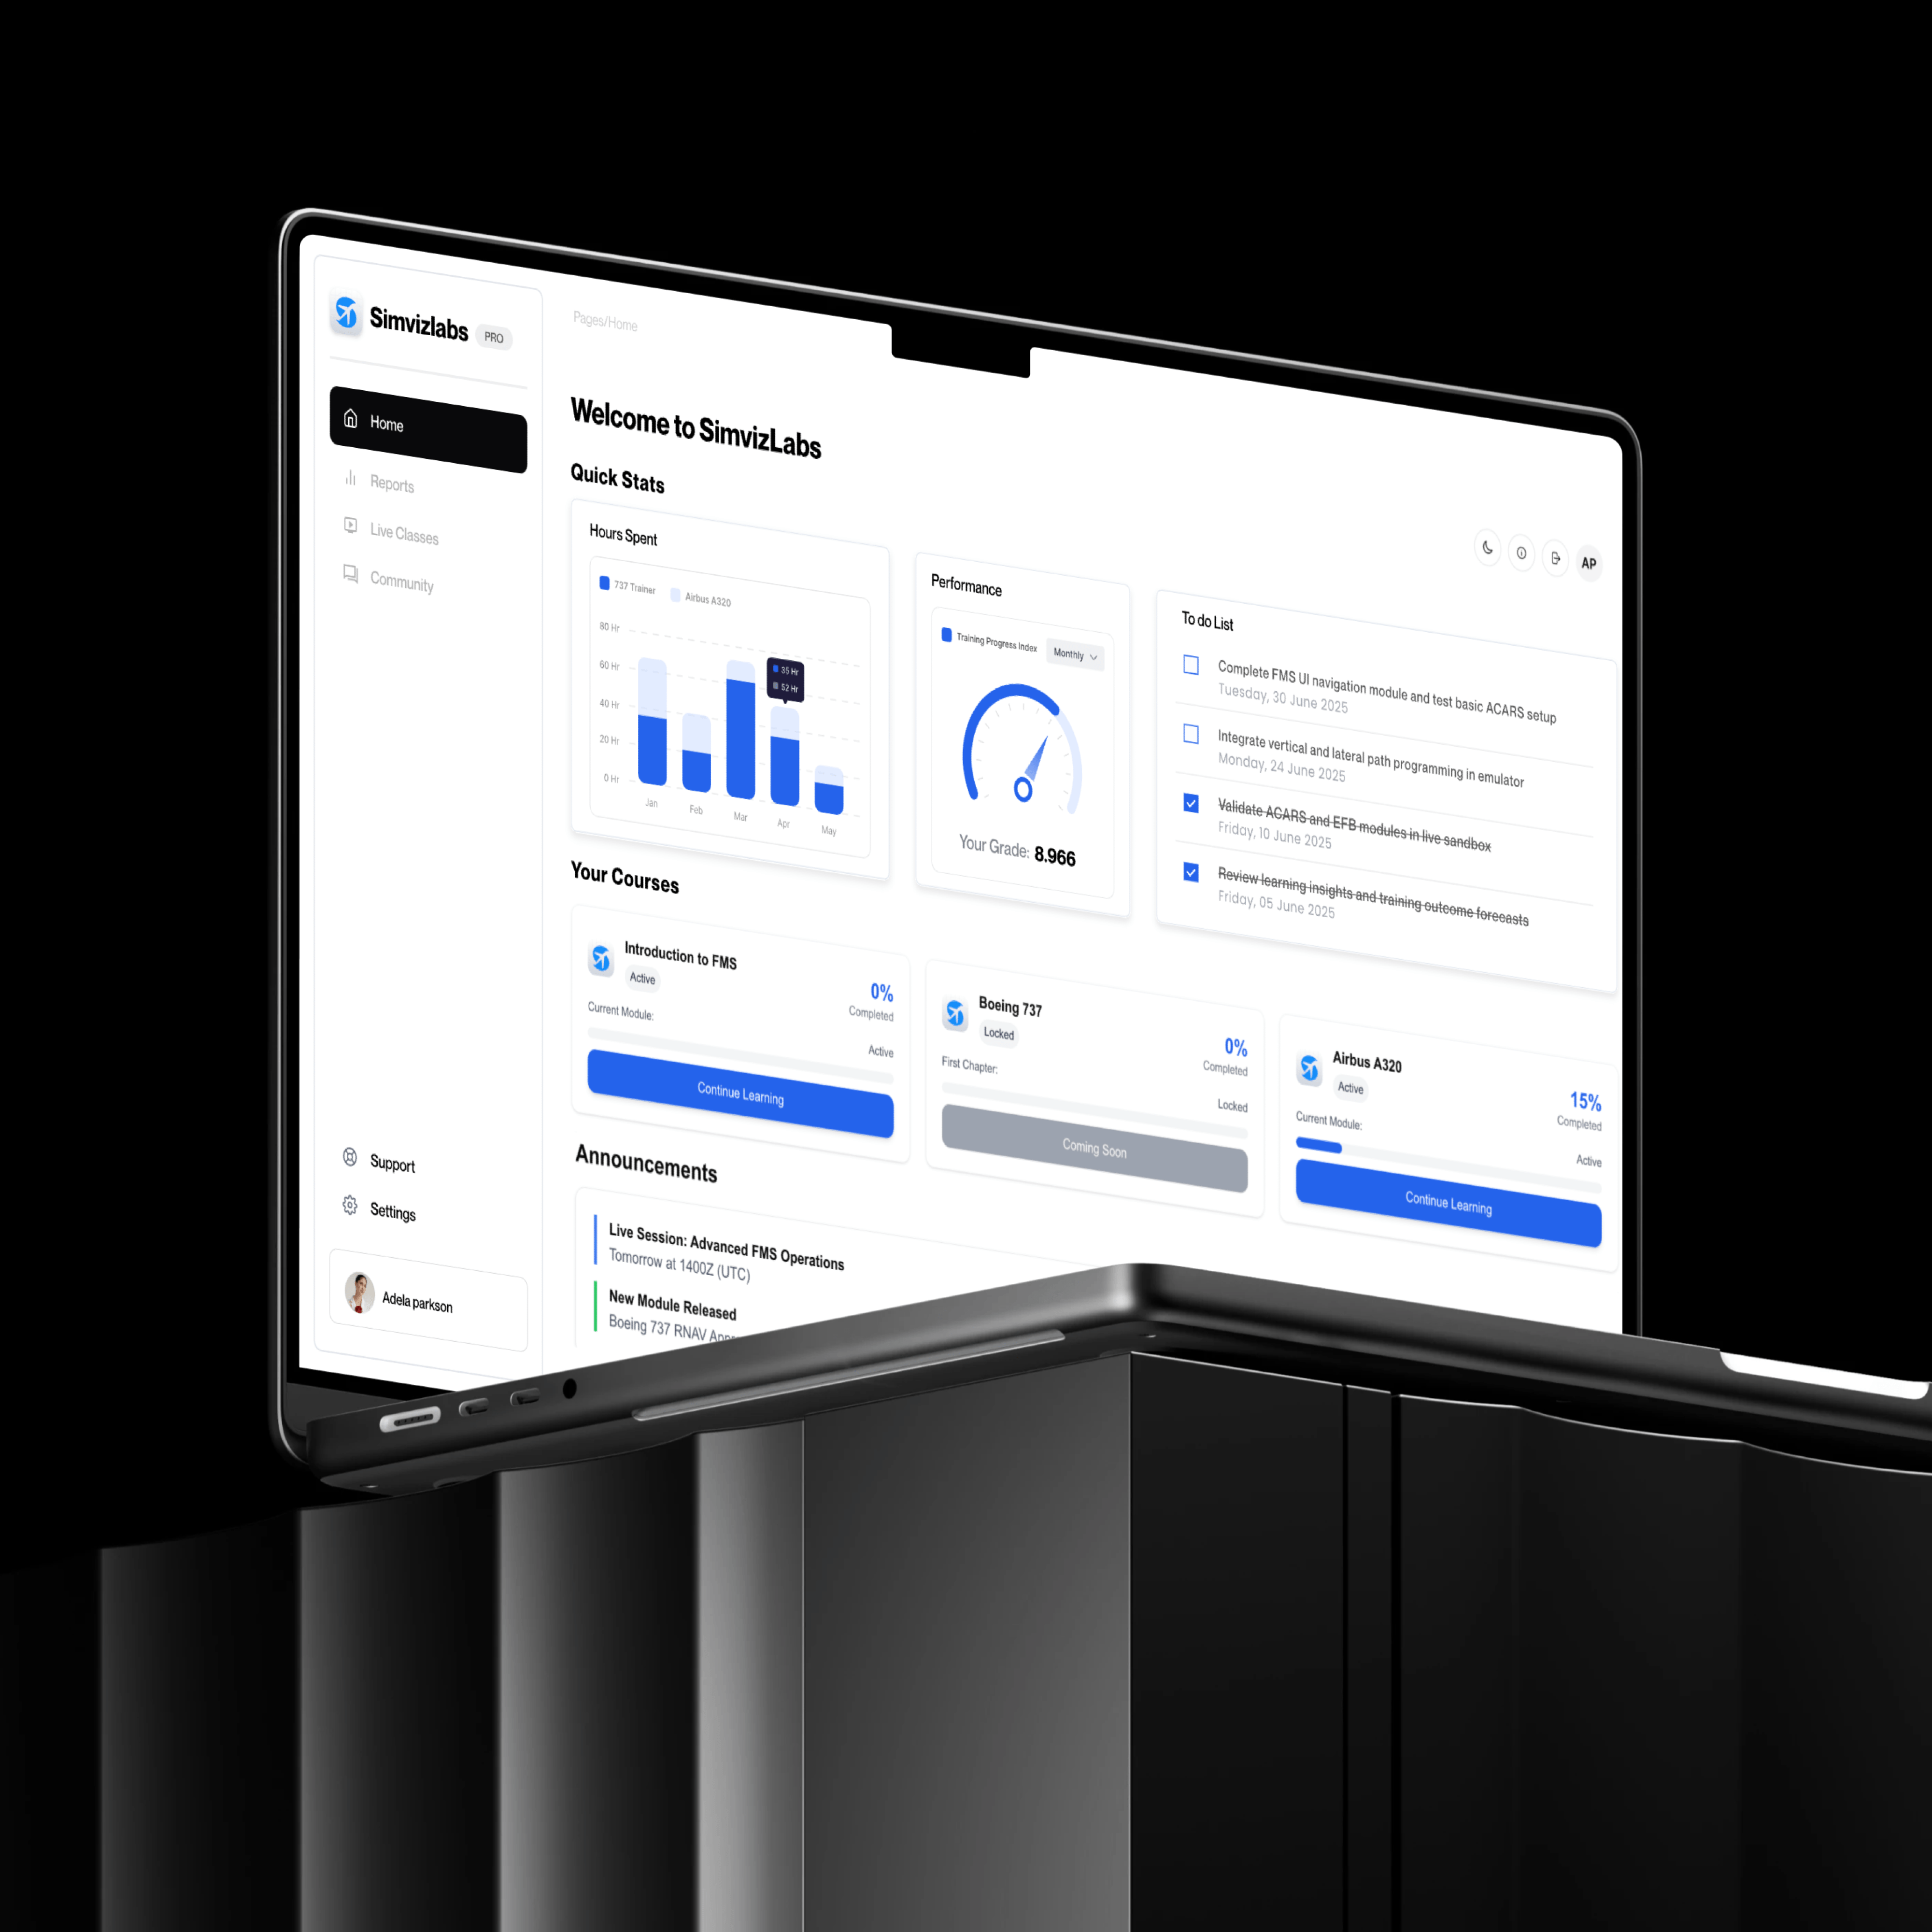 Simvizlabs PRO
Home
Reports
Live Classes
Community
Support
Settings
Adela parkson
Pages/Home
AP
Welcome to SimvizLabs
Quick Stats
Hours Spent
737 Trainer
Airbus A320
80 Hr
60 Hr
40 Hr
20 Hr
0 Hr
35 Hr
52 Hr
Jan
Feb
Mar
Apr
May
Performance
Training Progress Index
Monthly
Your Grade: 8.966
To do List
Complete FMS UI navigation module and test basic ACARS setup
Tuesday, 30 June 2025
Integrate vertical and lateral path programming in emulator
Monday, 24 June 2025
Validate ACARS and EFB modules in live sandbox
Friday, 10 June 2025
Review learning insights and training outcome forecasts
Friday, 05 June 2025
Your Courses
Introduction to FMS
Active
0%
Completed
Current Module:
Active
Continue Learning
Boeing 737
Locked
0%
Completed
First Chapter:
Locked
Coming Soon
Airbus A320
Active
15%
Completed
Current Module:
Active
Continue Learning
Announcements
Live Session: Advanced FMS Operations
Tomorrow at 1400Z (UTC)
New Module Released
Boeing 737 RNAV